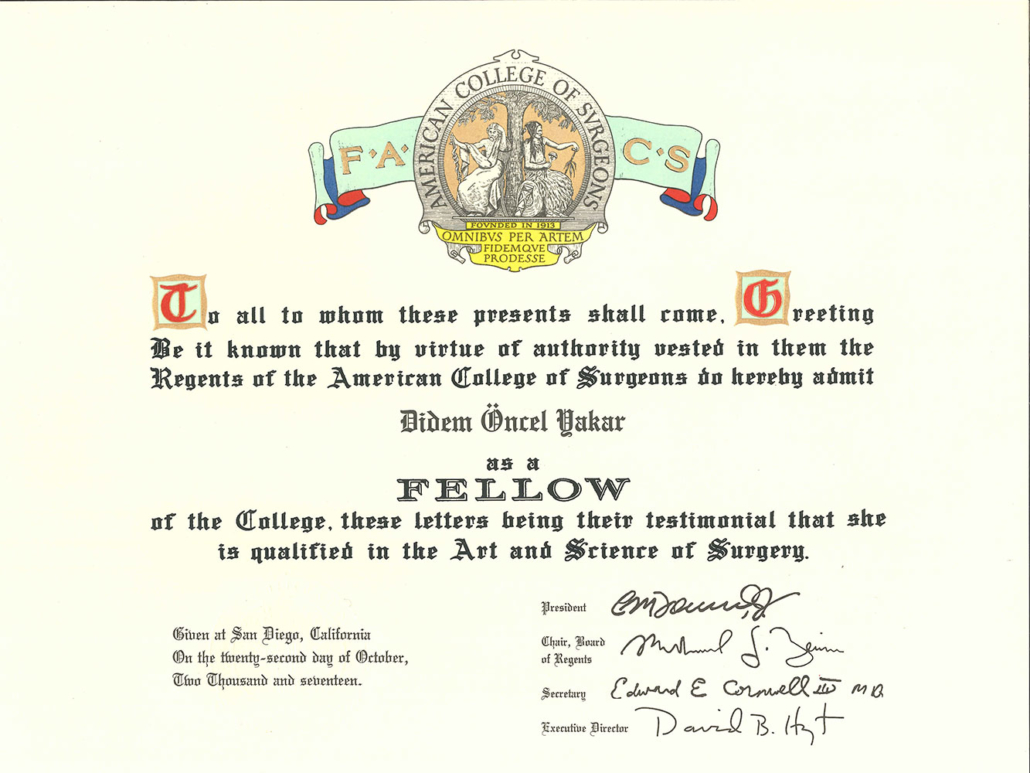 AMERICAN COLLEGE OF SVRGEONS
F·A·C·S
FOVNDED IN 1913
OMNIBVS PER ARTEM
FIDEMQVE
PRODESSE
To all to whom these presents shall come, Greeting
Be it known that by virtue of authority vested in them the
Regents of the American College of Surgeons do hereby admit
Didem Öncel Yakar
as a
FELLOW
of the College, these letters being their testimonial that she
is qualified in the Art and Science of Surgery.
Given at San Diego, California
On the twenty-second day of October,
Two Thousand and seventeen.
President
Chair, Board
of Regents
Michael J. Zinner
Secretary Edward E Cornwell III MD
Executive Director David B. Hoyt